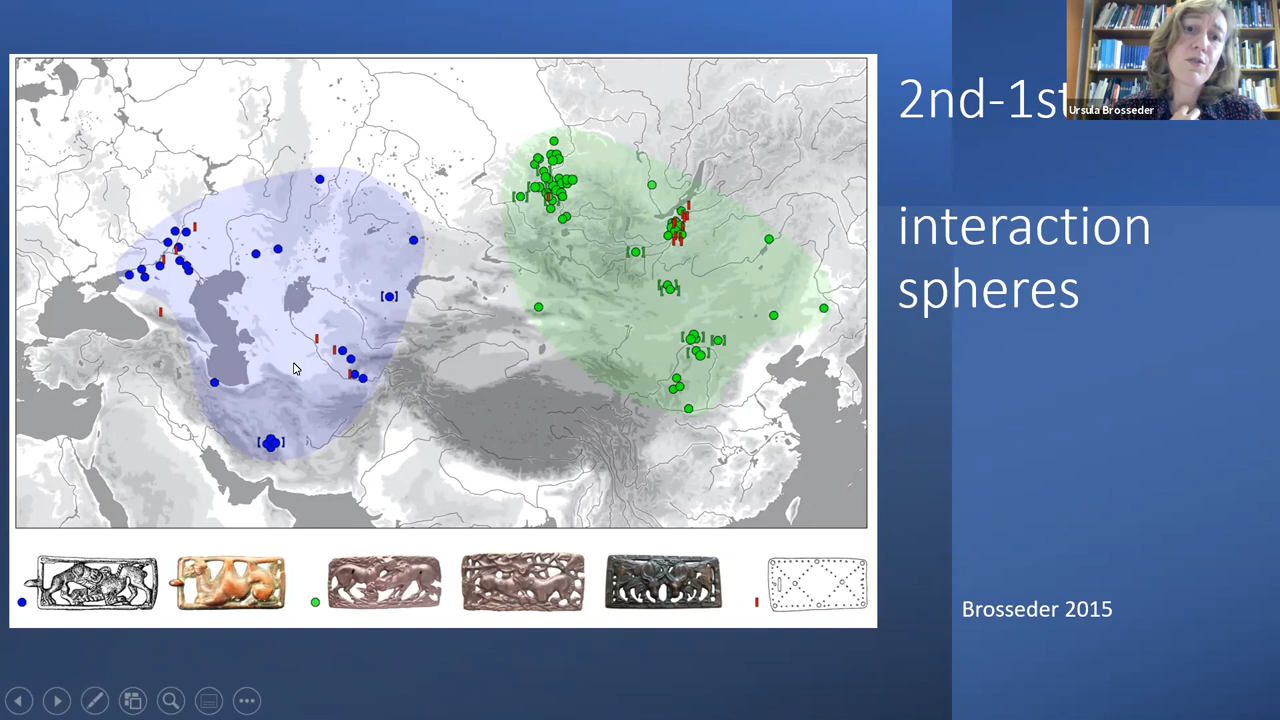 2nd-1st
Ursula Brosseder
interaction
spheres
Brosseder 2015